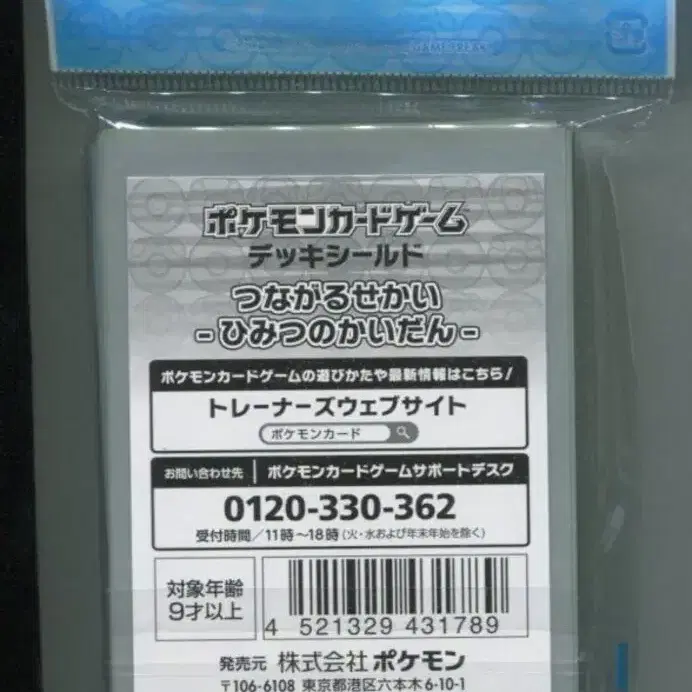 ポケモンカードゲーム
デッキシールド
つながるせかい
-ひみつのかいだん-
ポケモンカードゲームの遊びかたや最新情報はこちら!
トレーナーズウェブサイト
ポケモンカード
お問い合わせ先 ポケモンカードゲームサポートデスク
0120-330-362
受付時間/11時〜18時(火・水および年末年始を除く)
対象年齢
9才以上
4 521329 431789
発売元 株式会社ポケモン
〒106-6108 東京都港区六本木6-10-1